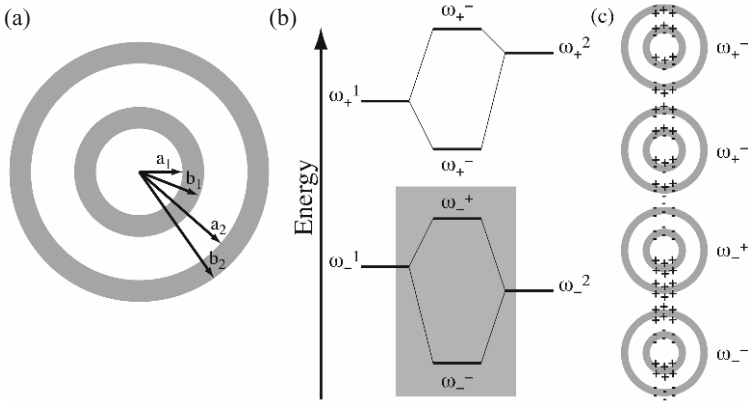 (a)
a₁
b₁
a₂
b₂
(b)
Energy
ω₊⁻
ω₊¹
ω₊²
ω₊⁻
ω₋⁺
ω₋¹
ω₋²
ω₋⁻
(c)
ω₊⁻
ω₊⁻
ω₋⁺
ω₋⁻